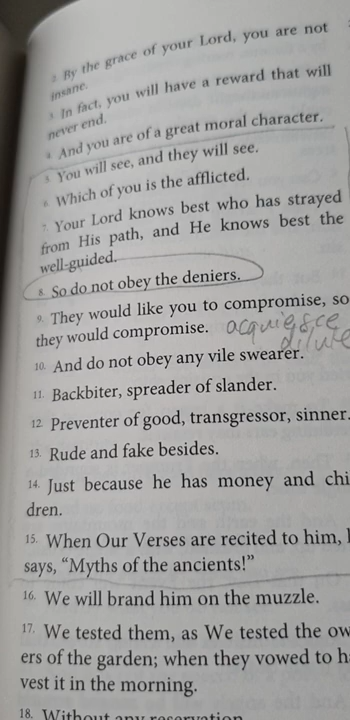 2. By the grace of your Lord, you are not
insane.
3. In fact, you will have a reward that will
never end.
4. And you are of a great moral character.
5. You will see, and they will see.
6. Which of you is the afflicted.
7. Your Lord knows best who has strayed
from His path, and He knows best the
well-guided.
8. So do not obey the deniers.
9. They would like you to compromise, so
they would compromise. acquiesce
dilute
10. And do not obey any vile swearer.
11. Backbiter, spreader of slander.
12. Preventer of good, transgressor, sinner.
13. Rude and fake besides.
14. Just because he has money and chi
dren.
15. When Our Verses are recited to him,
says, “Myths of the ancients!”
16. We will brand him on the muzzle.
17. We tested them, as We tested the ow
ers of the garden; when they vowed to ha
vest it in the morning.
18. Without any reservation